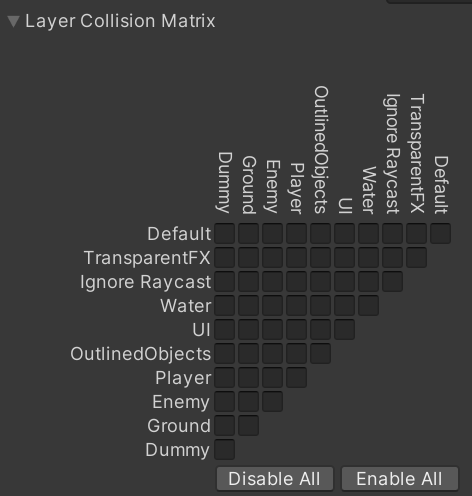 Layer Collision Matrix
Dummy
Ground
Enemy
Player
OutlinedObjects
UI
Water
Ignore Raycast
TransparentFX
Default
Default
TransparentFX
Ignore Raycast
Water
UI
OutlinedObjects
Player
Enemy
Ground
Dummy
Disable All
Enable All